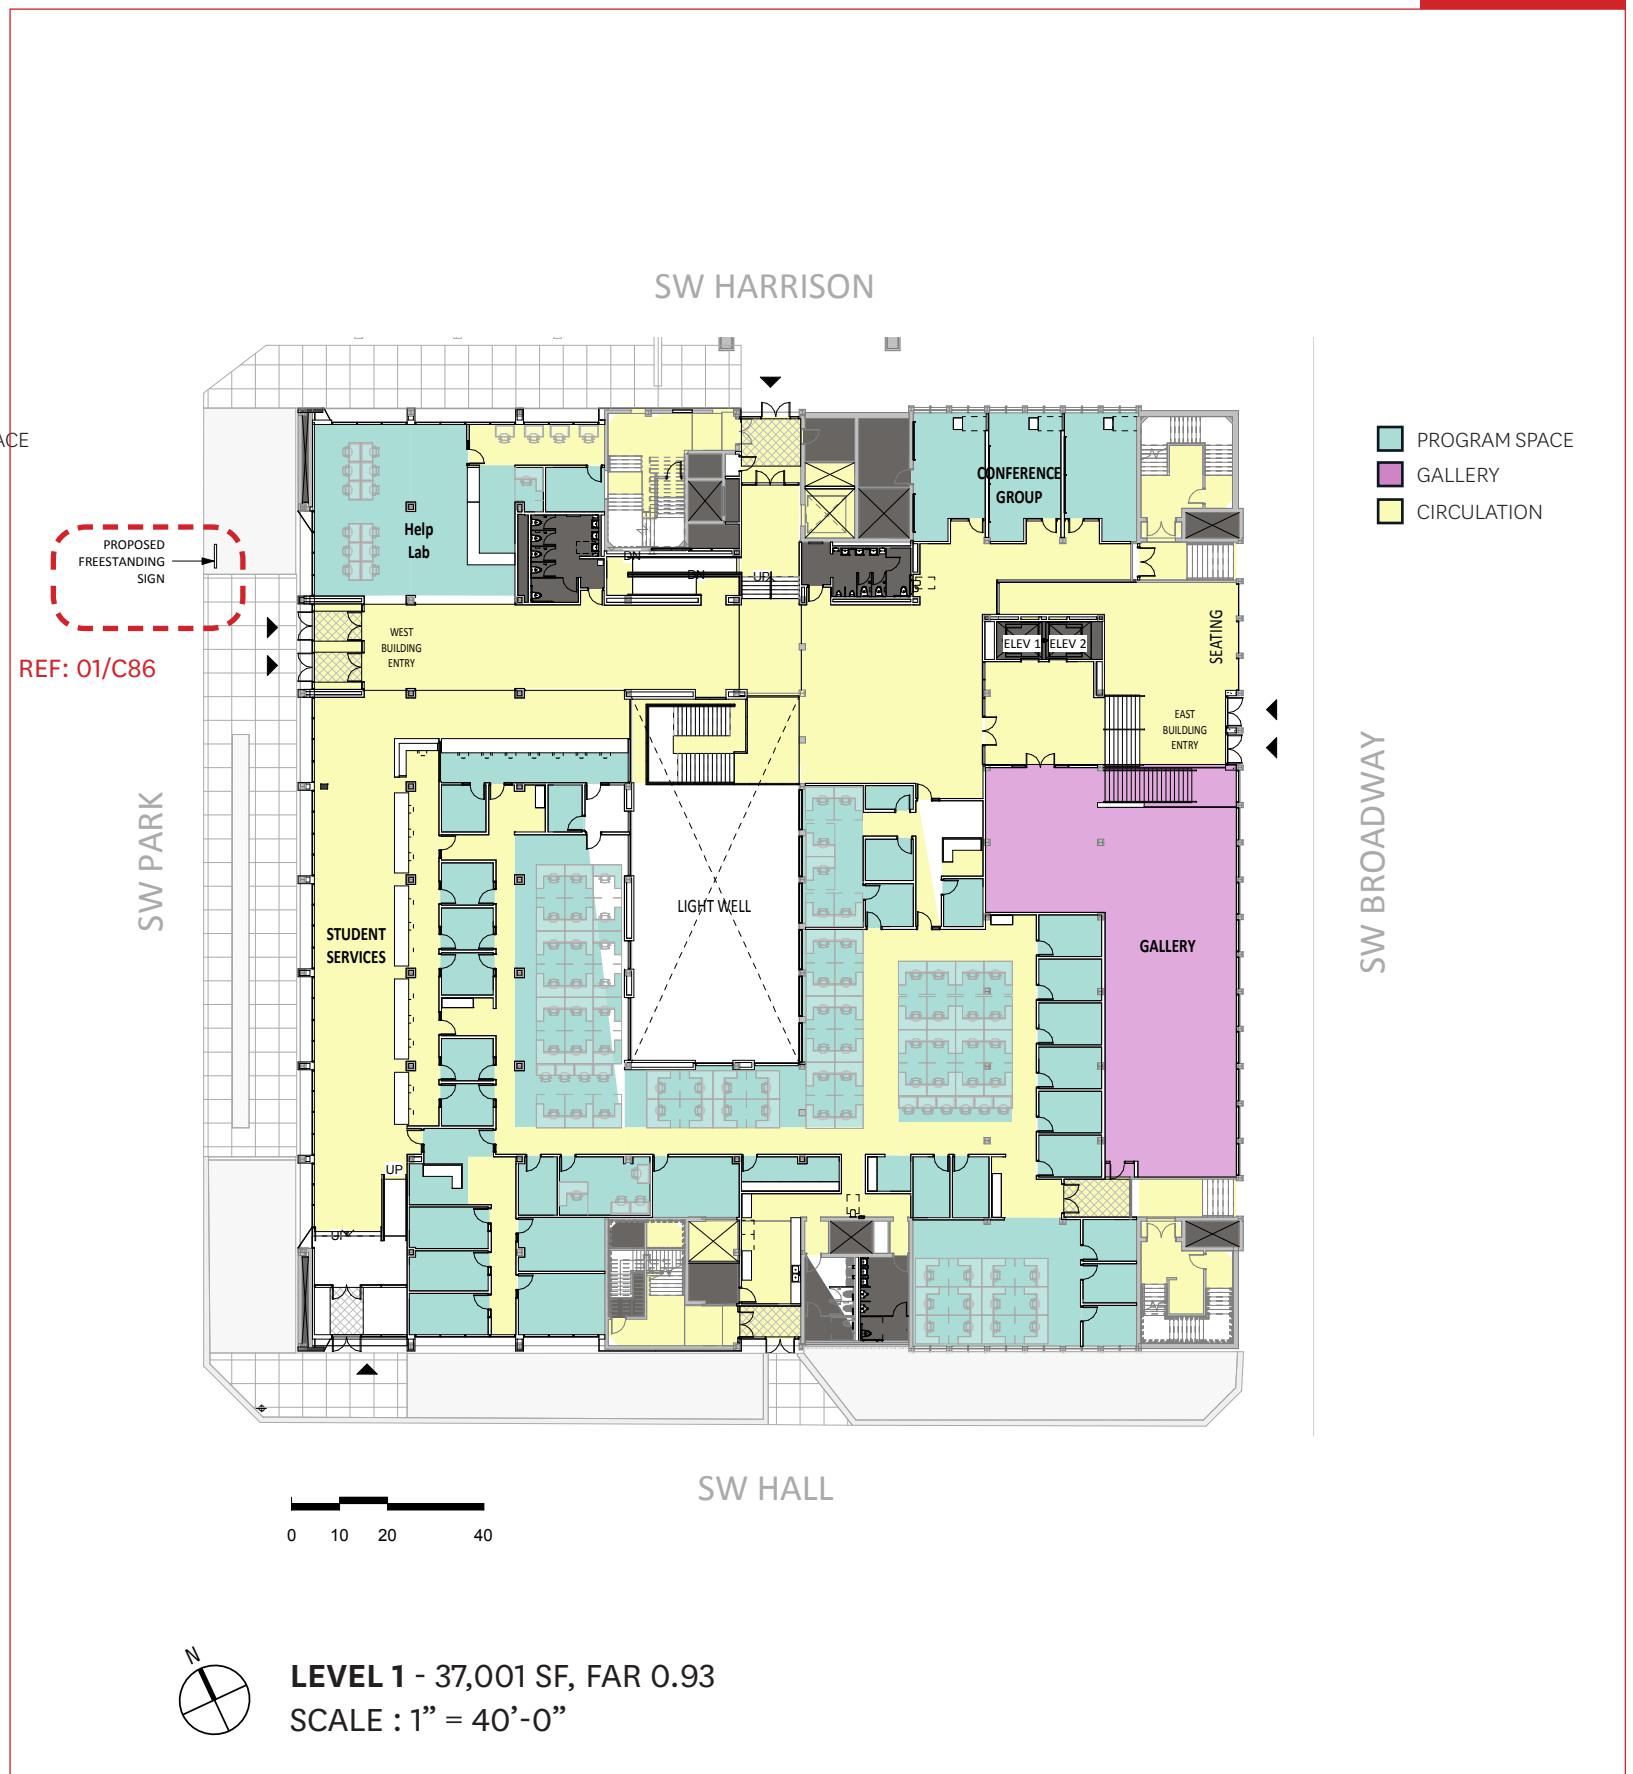 SW HARRISON
ACE
PROGRAM SPACE
GALLERY
CIRCULATION
CONFERENCE
GROUP
Help
Lab
PROPOSED
FREESTANDING
SIGN
DN
DN
UP
REF: 01/C86
WEST
BUILDING
ENTRY
ELEV 1
ELEV 2
SEATING
EAST
BUILDING
ENTRY
SW PARK
SW BROADWAY
LIGHT WELL
STUDENT
SERVICES
GALLERY
UP
UP
SW HALL
0 10 20 40
N
LEVEL 1 - 37,001 SF, FAR 0.93
SCALE : 1” = 40’-0”